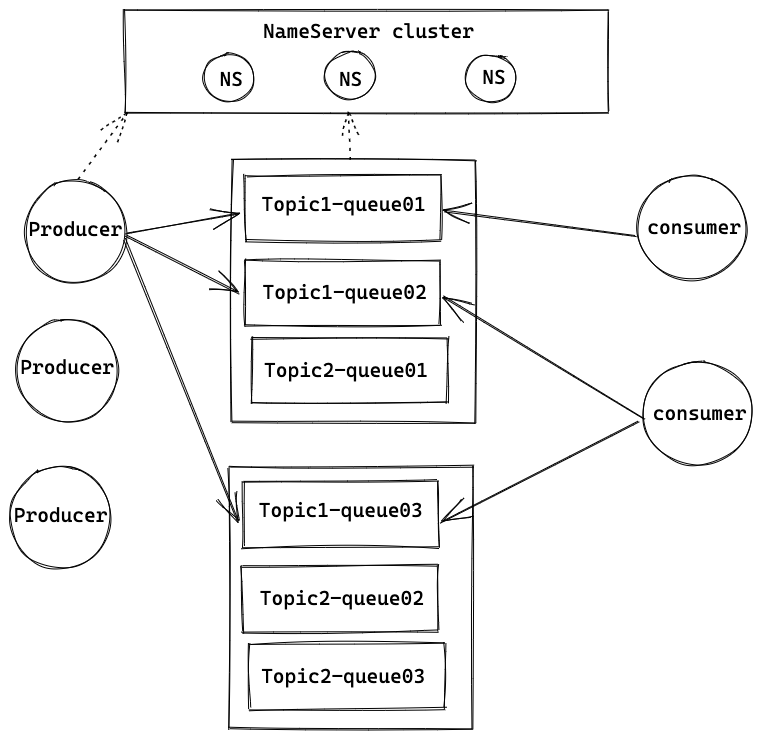 NameServer cluster
NS
NS
NS
Producer
Topic1-queue01
consumer
Topic1-queue02
Producer
Topic2-queue01
consumer
Producer
Topic1-queue03
Topic2-queue02
Topic2-queue03